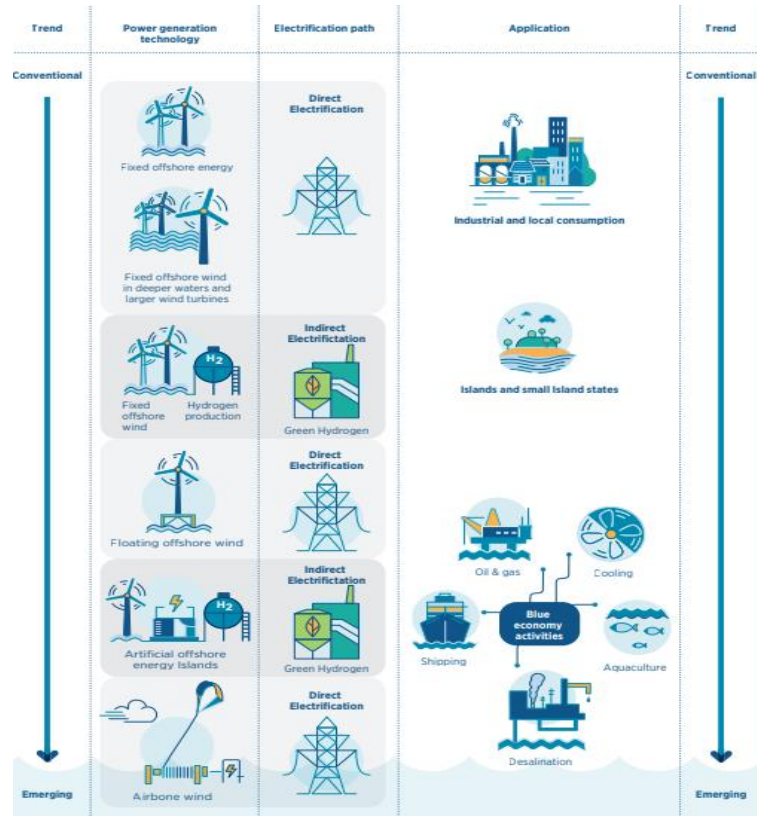 Trend
Power generation
technology
Electrification path
Application
Trend
Conventional
Conventional
Direct
Electrification
Fixed offshore energy
Fixed offshore wind
in deeper waters and
larger wind turbines
Industrial and local consumption
Indirect
Electrifictation
H2
Fixed
offshore
wind
Hydrogen
production
Green Hydrogen
Islands and small Island states
Direct
Electrification
Floating offshore wind
Oil & gas
Cooling
Blue
economy
activities
Shipping
Aquaculture
Desalination
Indirect
Electrifictation
H2
Artificial offshore
energy Islands
Green Hydrogen
Direct
Electrification
Airbone wind
Emerging
Emerging